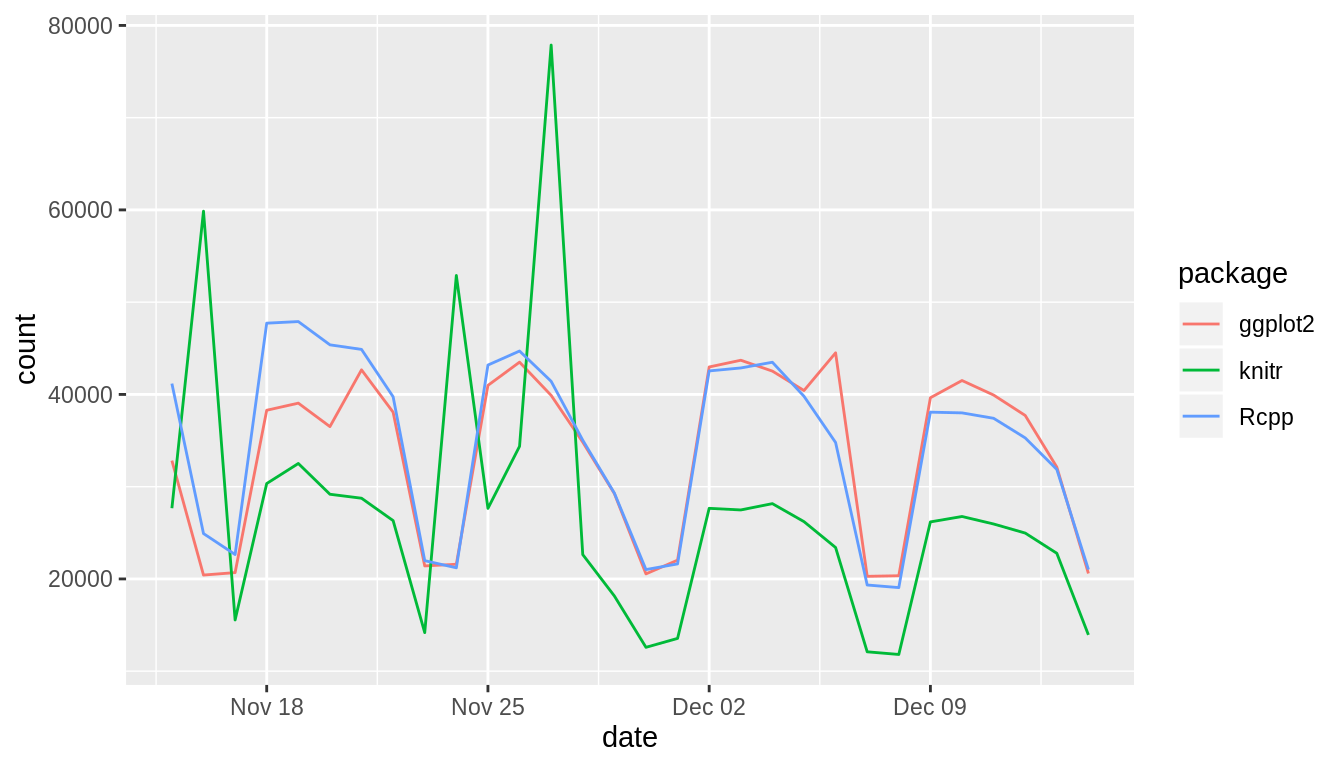 80000
60000
40000
20000
count
Nov 18
Nov 25
Dec 02
Dec 09
date
package
ggplot2
knitr
Rcpp